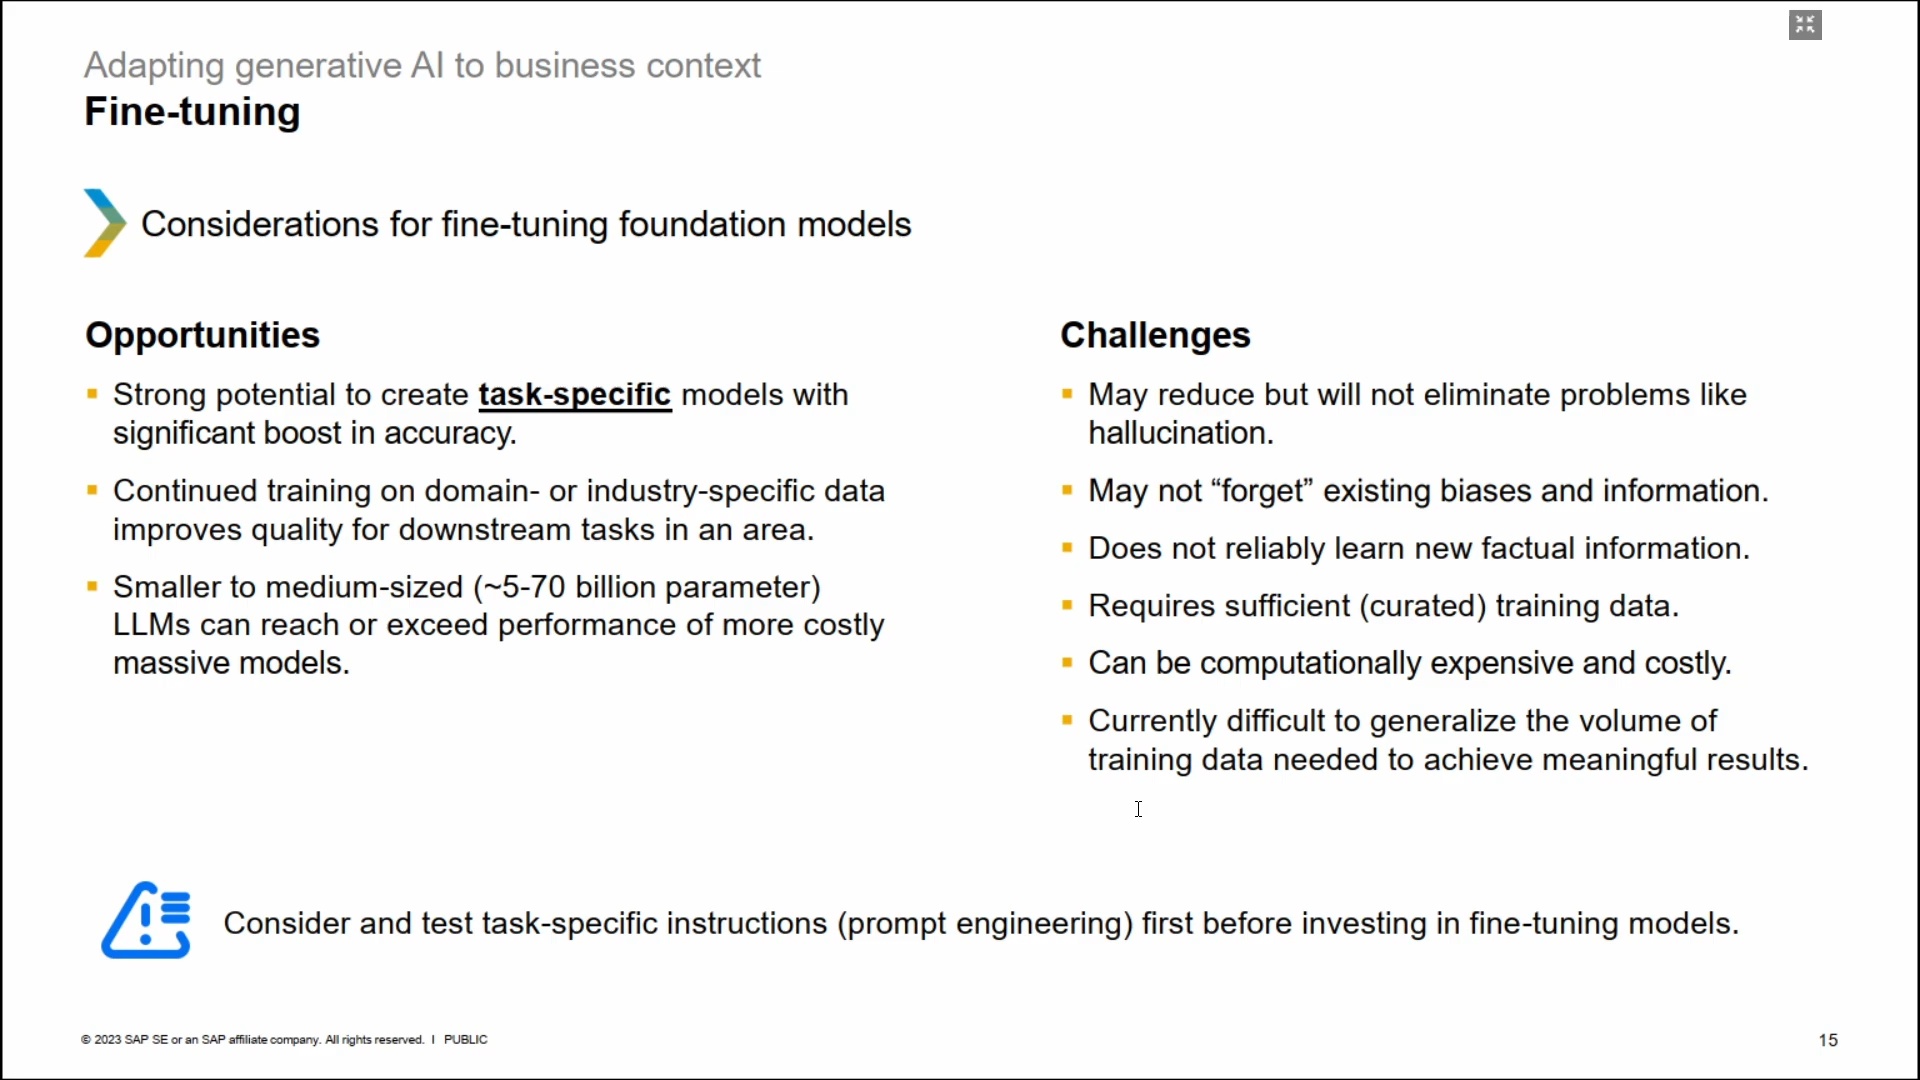 Adapting generative AI to business context
Fine-tuning
Considerations for fine-tuning foundation models
Opportunities
▪ Strong potential to create task-specific models with
significant boost in accuracy.
▪ Continued training on domain- or industry-specific data
improves quality for downstream tasks in an area.
▪ Smaller to medium-sized (~5-70 billion parameter)
LLMs can reach or exceed performance of more costly
massive models.
Challenges
▪ May reduce but will not eliminate problems like
hallucination.
▪ May not “forget” existing biases and information.
▪ Does not reliably learn new factual information.
▪ Requires sufficient (curated) training data.
▪ Can be computationally expensive and costly.
▪ Currently difficult to generalize the volume of
training data needed to achieve meaningful results.
Consider and test task-specific instructions (prompt engineering) first before investing in fine-tuning models.
© 2023 SAP SE or an SAP affiliate company. All rights reserved. I PUBLIC
15